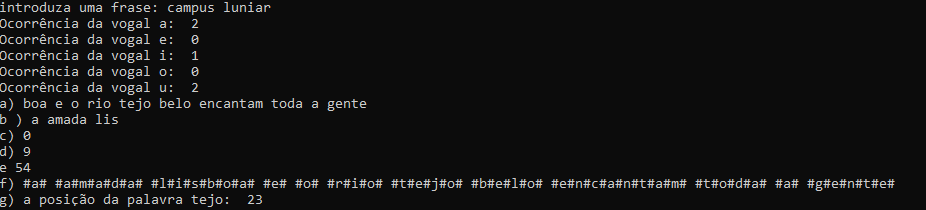 introduza uma frase: campus luniar
Ocorrência da vogal a:  2
Ocorrência da vogal e:  0
Ocorrência da vogal i:  1
Ocorrência da vogal o:  0
Ocorrência da vogal u:  2
a) boa e o rio tejo belo encantam toda a gente
b ) a amada lis
c) 0
d) 9
e 54
f) #a# #a#m#a#d#a# #l#i#s#b#o#a# #e# #o# #r#i#o# #t#e#j#o# #b#e#l#o# #e#n#c#a#n#t#a#m# #t#o#d#a# #a# #g#e#n#t#e#
g) a posição da palavra tejo:  23